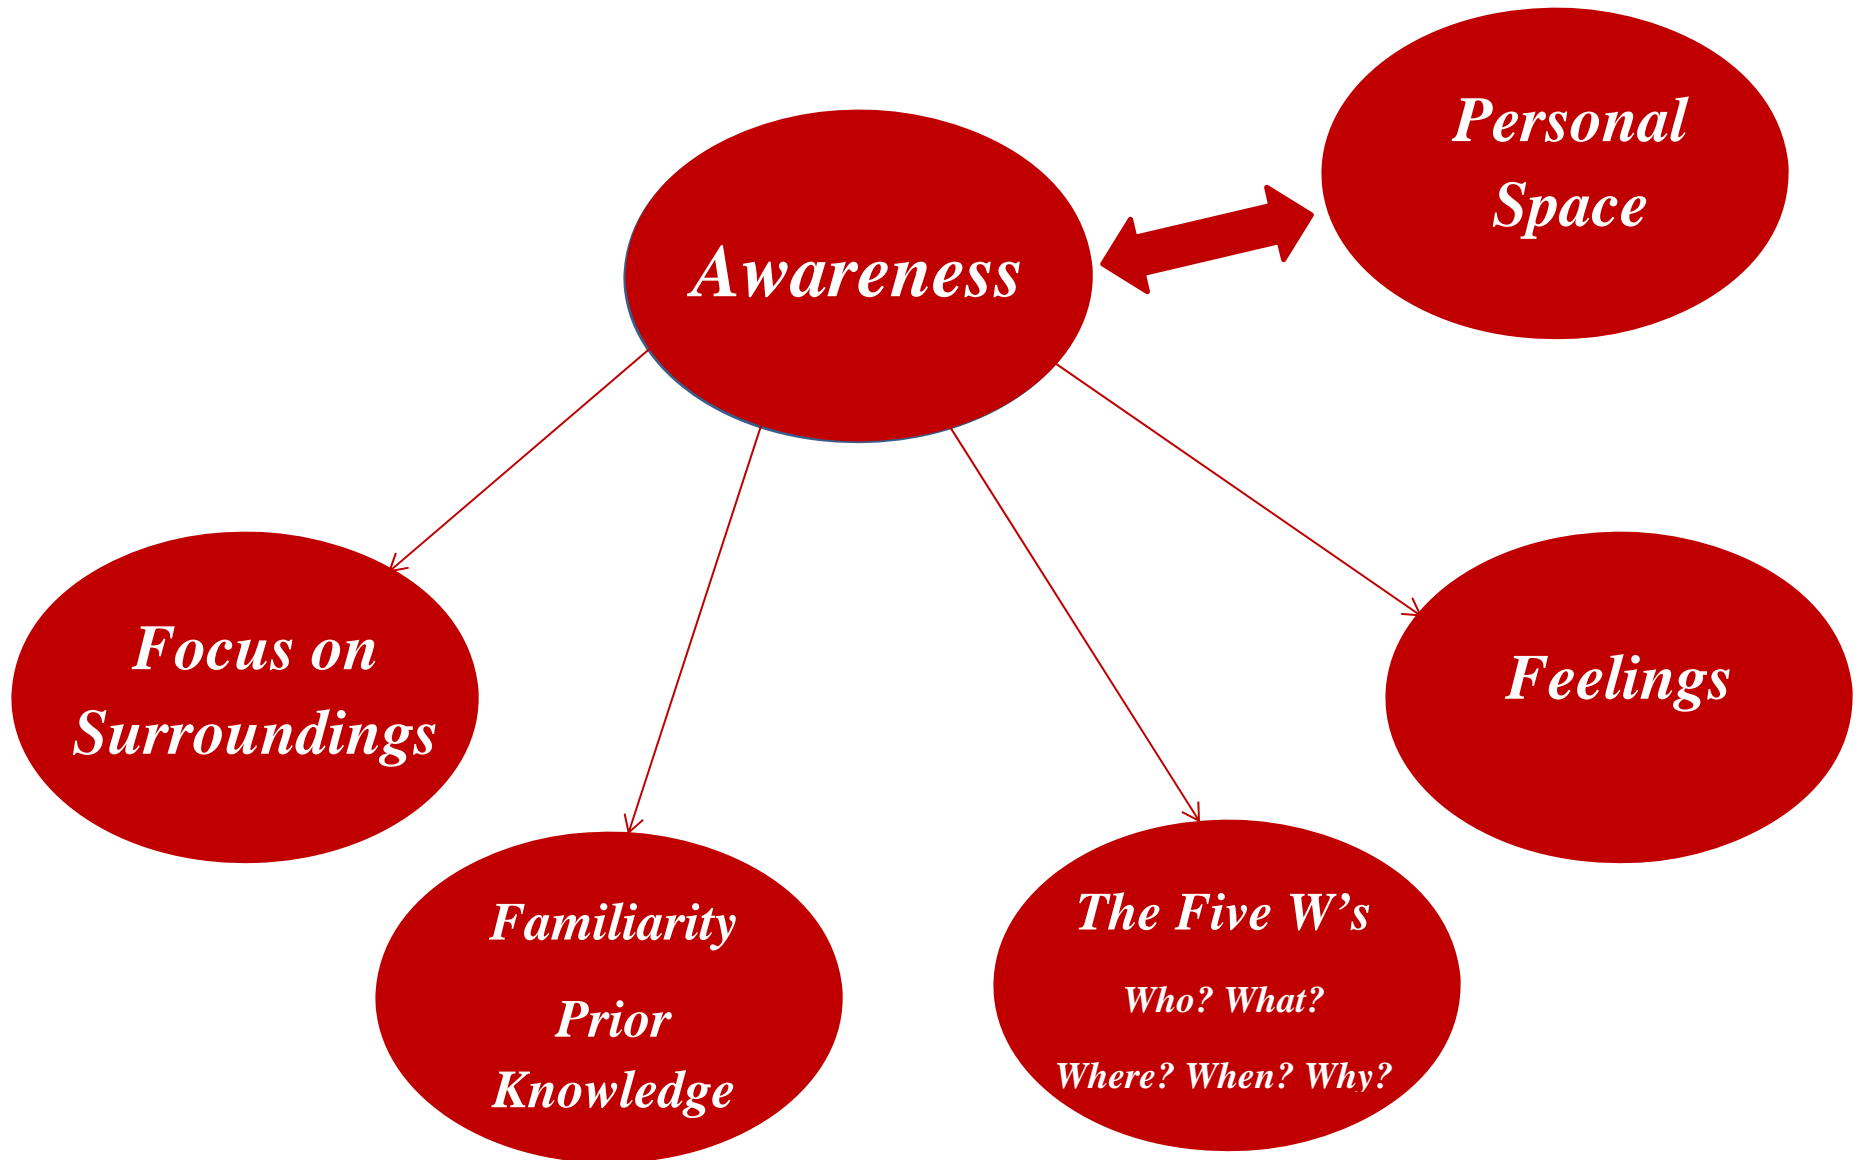 Personal
Space
Awareness
Focus on
Surroundings
Feelings
Familiarity
Prior
Knowledge
The Five W’s
Who? What?
Where? When? Why?